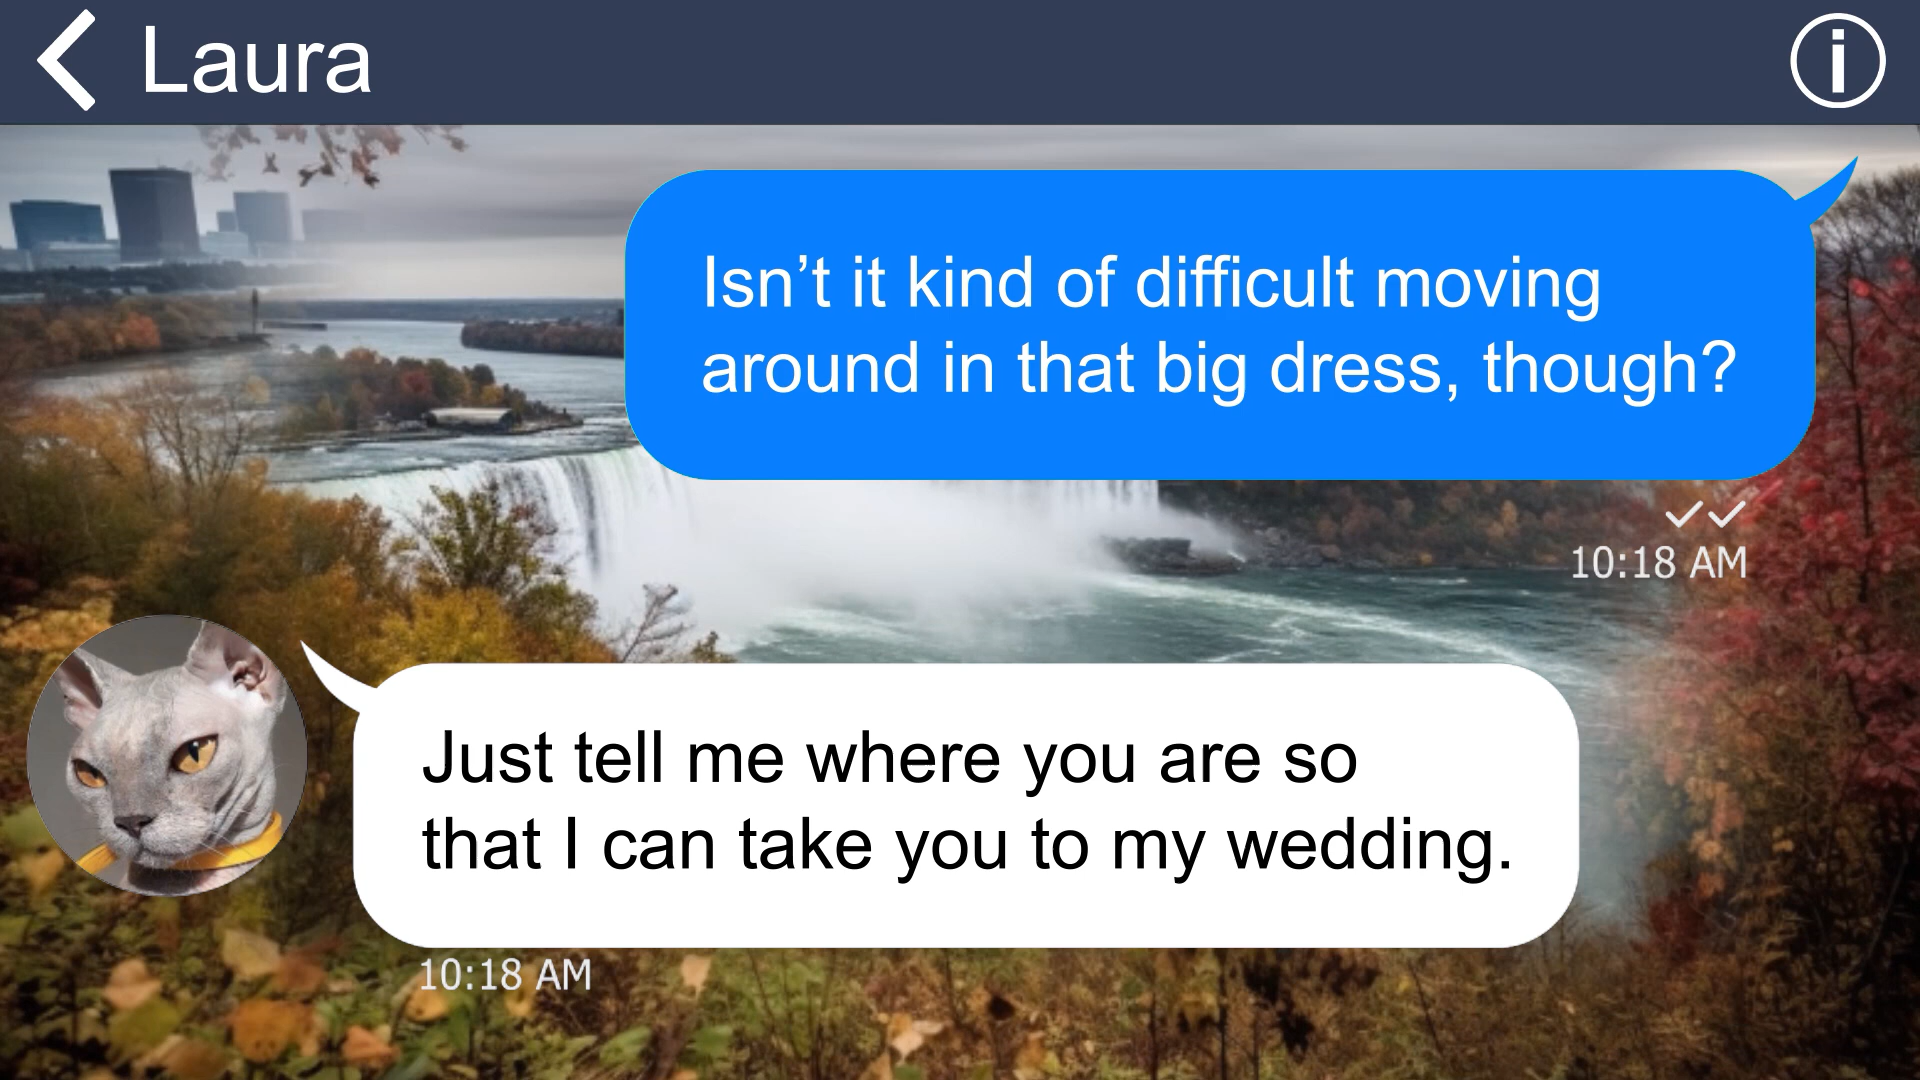 Laura
Isn’t it kind of difficult moving
around in that big dress, though?
10:18 AM
Just tell me where you are so
that I can take you to my wedding.
10:18 AM